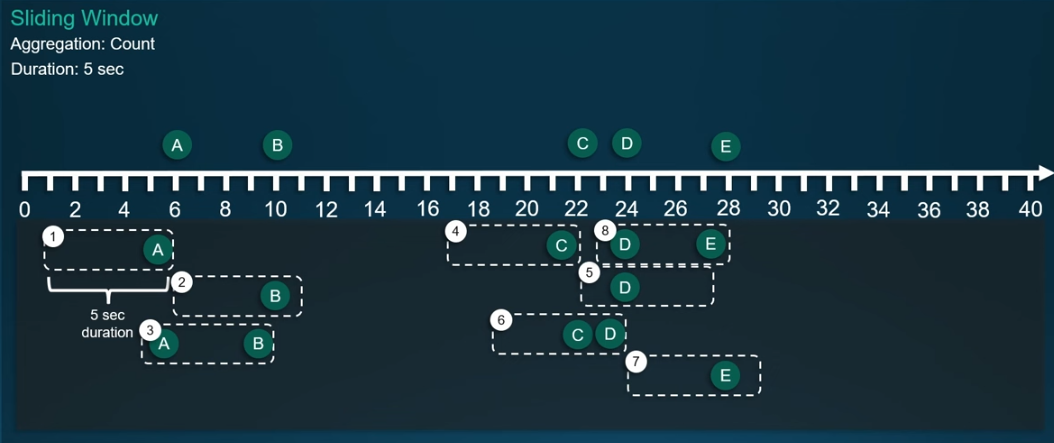 Sliding Window
Aggregation: Count
Duration: 5 sec
A B C D E
0 2 4 6 8 10 12 14 16 18 20 22 24 26 28 30 32 34 36 38 40
1 A
4 C
8 D E
2 B
5 D
5 sec
duration
3 A B
6 C D
7 E